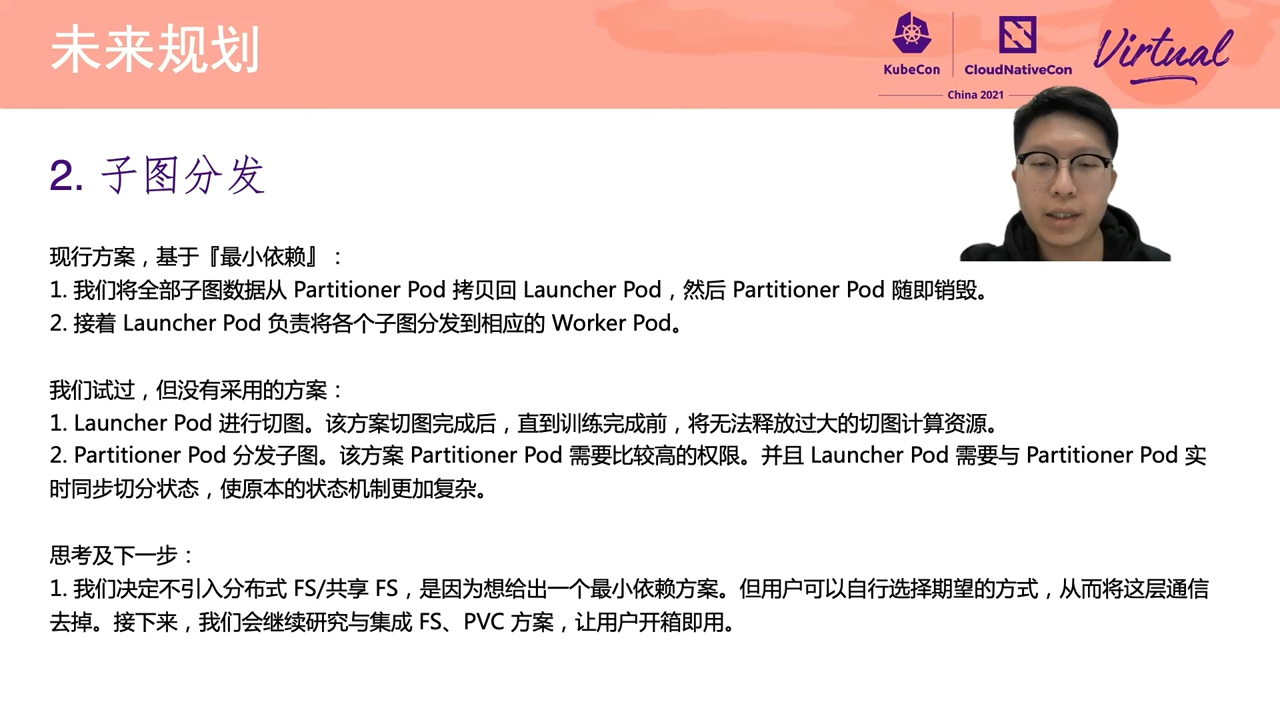 未来规划
KubeCon
CloudNativeCon
Virtual
China 2021
2. 子图分发
现行方案，基于『最小依赖』：
1. 我们将全部子图数据从 Partitioner Pod 拷贝回 Launcher Pod，然后 Partitioner Pod 随即销毁。
2. 接着 Launcher Pod 负责将各个子图分发到相应的 Worker Pod。
我们试过，但没有采用的方案：
1. Launcher Pod 进行切图。该方案切图完成后，直到训练完成前，将无法释放过大的切图计算资源。
2. Partitioner Pod 分发子图。该方案 Partitioner Pod 需要比较高的权限。并且 Launcher Pod 需要与 Partitioner Pod 实
时同步切分状态，使原本的状态机制更加复杂。
思考及下一步：
1. 我们决定不引入分布式 FS/共享 FS，是因为想给出一个最小依赖方案。但用户可以自行选择期望的方式，从而将这层通信
去掉。接下来，我们会继续研究与集成 FS、PVC 方案，让用户开箱即用。